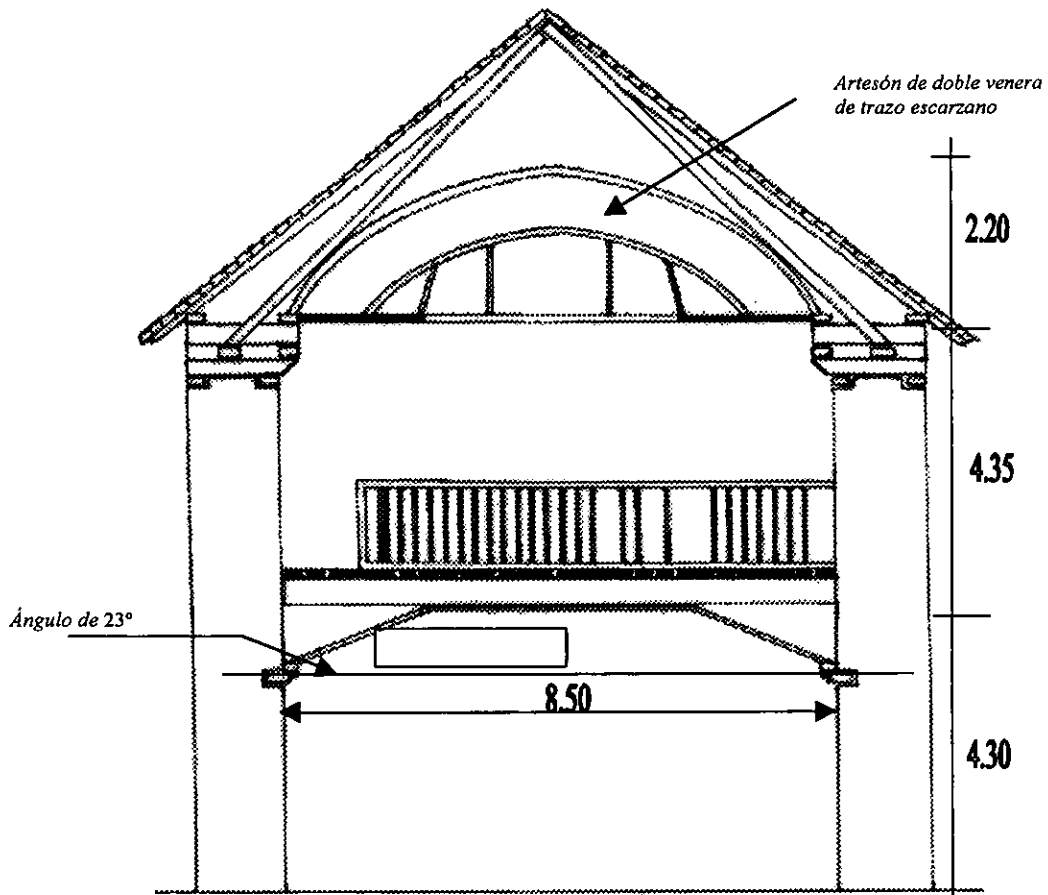 Artesón de doble venera
de trazo escarzano
2.20
4.35
Ángulo de 23°
8.50
4.30